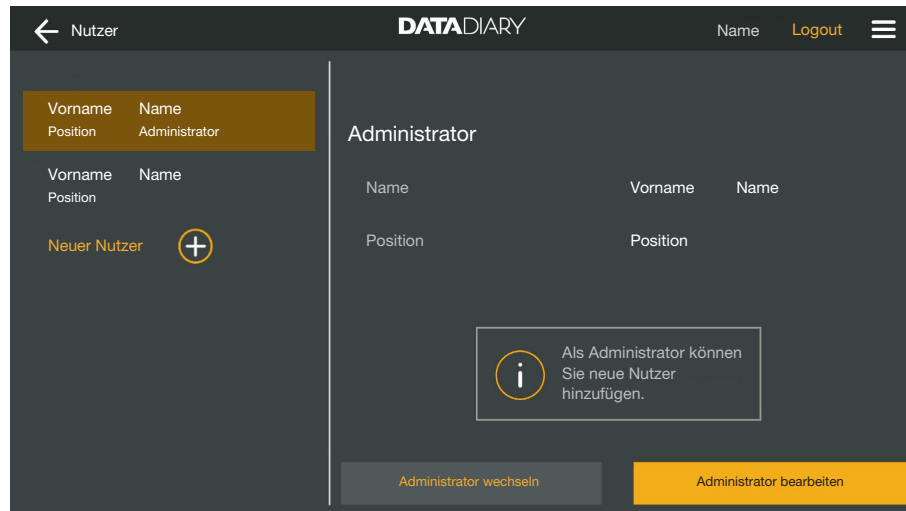 Nutzer
DATADIARY
Name
Logout
Vorname Name
Position Administrator
Vorname Name
Position
Neuer Nutzer
Administrator
Name Vorname Name
Position Position
i
Als Administrator können
Sie neue Nutzer
hinzufügen.
Administrator wechseln
Administrator bearbeiten